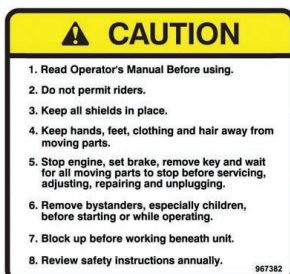 CAUTION
1. Read Operator's Manual Before using.
2. Do not permit riders.
3. Keep all shields in place.
4. Keep hands, feet, clothing and hair away from
moving parts.
5. Stop engine, set brake, remove key and wait
for all moving parts to stop before servicing,
adjusting, repairing and unplugging.
6. Remove bystanders, especially children,
before starting or while operating.
7. Block up before working beneath unit.
8. Review safety instructions annually.
967382